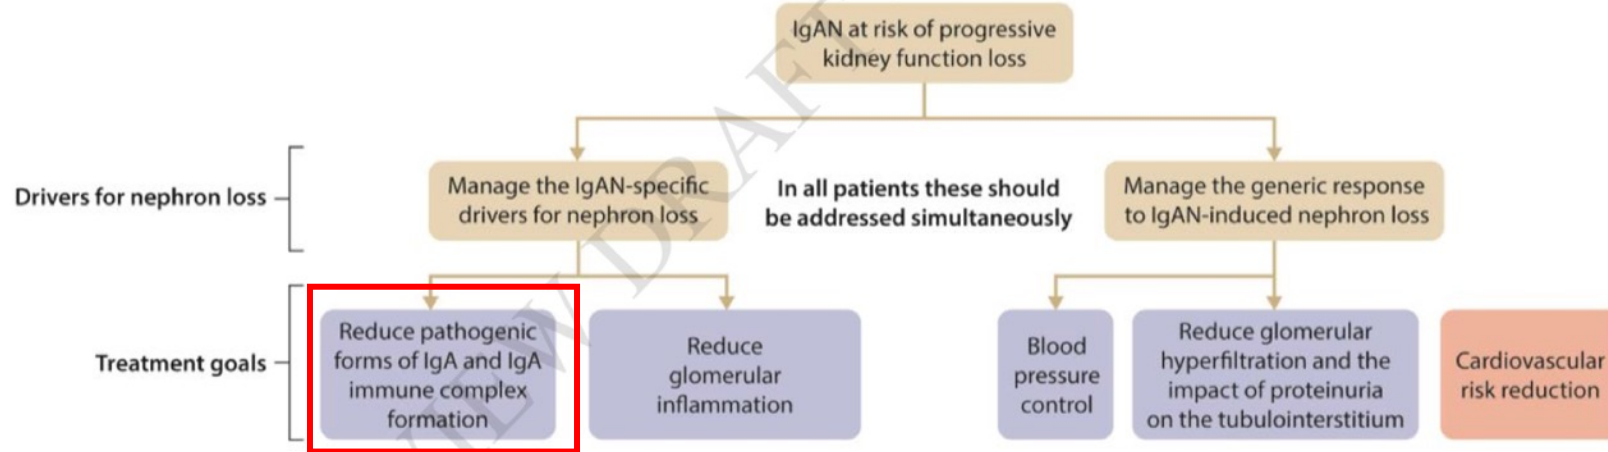 IgAN at risk of progressive
kidney function loss
Drivers for nephron loss
Manage the IgAN-specific
drivers for nephron loss
In all patients these should
be addressed simultaneously
Manage the generic response
to IgAN-induced nephron loss
Treatment goals
Reduce pathogenic
forms of IgA and IgA
immune complex
formation
Reduce
glomerular
inflammation
Blood
pressure
control
Reduce glomerular
hyperfiltration and the
impact of proteinuria
on the tubulointerstitium
Cardiovascular
risk reduction
VIEW DRAFT